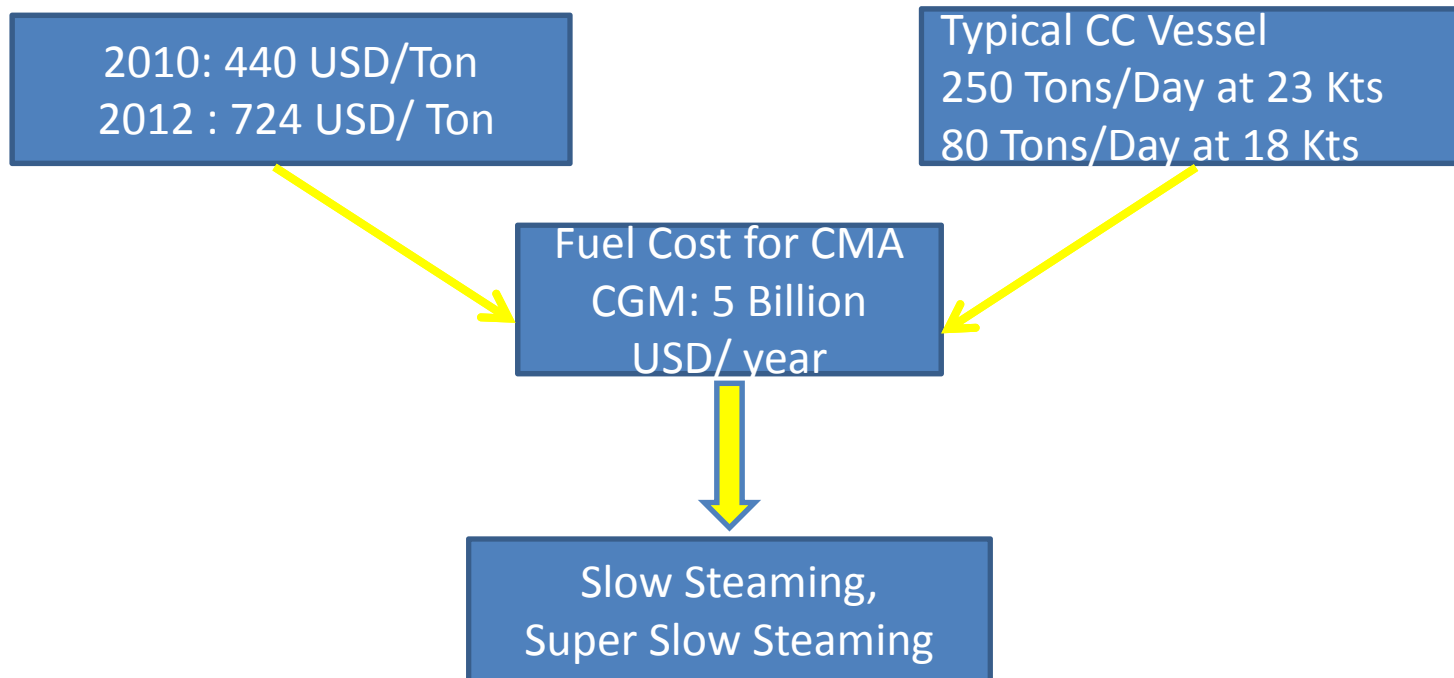 2010: 440 USD/Ton
2012 : 724 USD/ Ton
Typical CC Vessel
250 Tons/Day at 23 Kts
80 Tons/Day at 18 Kts
Fuel Cost for CMA
CGM: 5 Billion
USD/ year
Slow Steaming,
Super Slow Steaming